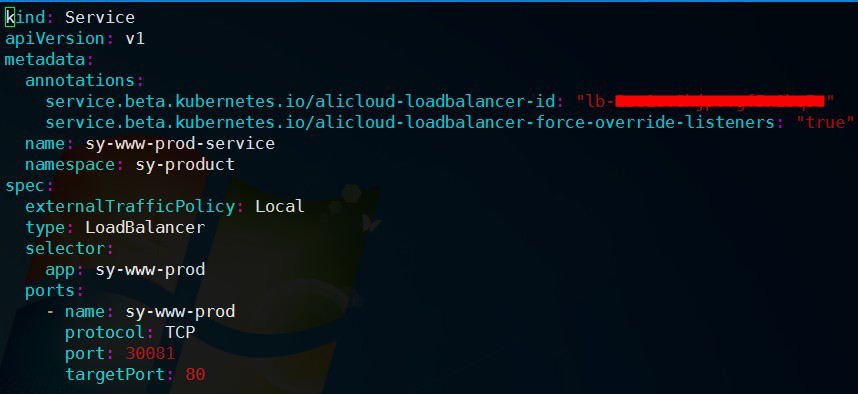 kind: Service
apiVersion: v1
metadata:
  annotations:
    service.beta.kubernetes.io/alicloud-loadbalancer-id: "lb-"
    service.beta.kubernetes.io/alicloud-loadbalancer-force-override-listeners: "true"
  name: sy-www-prod-service
  namespace: sy-product
spec:
  externalTrafficPolicy: Local
  type: LoadBalancer
  selector:
    app: sy-www-prod
  ports:
    - name: sy-www-prod
      protocol: TCP
      port: 30081
      targetPort: 80